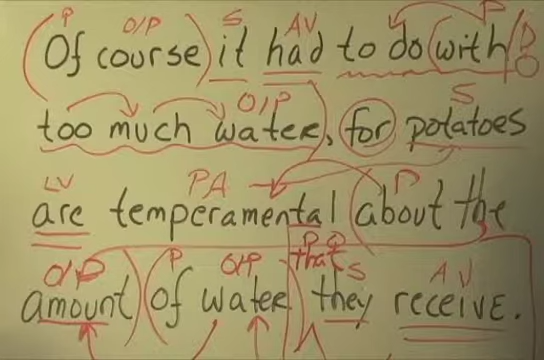 P O/P S AV P
(Of course) it had to do (with DO
O/P S
too much water), for potatoes
LV PA P
are temperamental (about the
O/P P O/P P O that S AV
amount) (of water they receive.